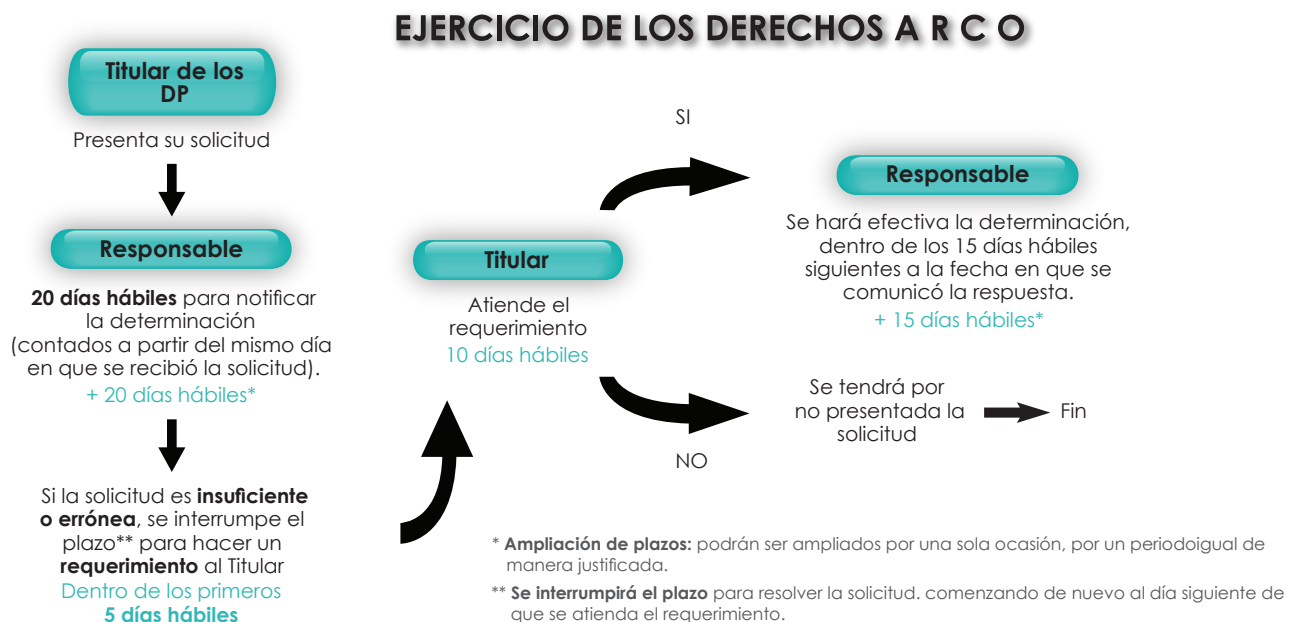 EJERCICIO DE LOS DERECHOS A R C O
Titular de los
DP
Presenta su solicitud
Responsable
20 días hábiles para notificar
la determinación
(contados a partir del mismo día
en que se recibió la solicitud).
+ 20 días hábiles*
Si la solicitud es insuficiente
o errónea, se interrumpe el
plazo** para hacer un
requerimiento al Titular
Dentro de los primeros
5 días hábiles
Titular
Atiende el
requerimiento
10 días hábiles
SI
Responsable
Se hará efectiva la determinación,
dentro de los 15 días hábiles
siguientes a la fecha en que se
comunicó la respuesta.
+ 15 días hábiles*
NO
Se tendrá por
no presentada la
solicitud
Fin
* Ampliación de plazos: podrán ser ampliados por una sola ocasión, por un periodoigual de
manera justificada.
** Se interrumpirá el plazo para resolver la solicitud. comenzando de nuevo al día siguiente de
que se atienda el requerimiento.